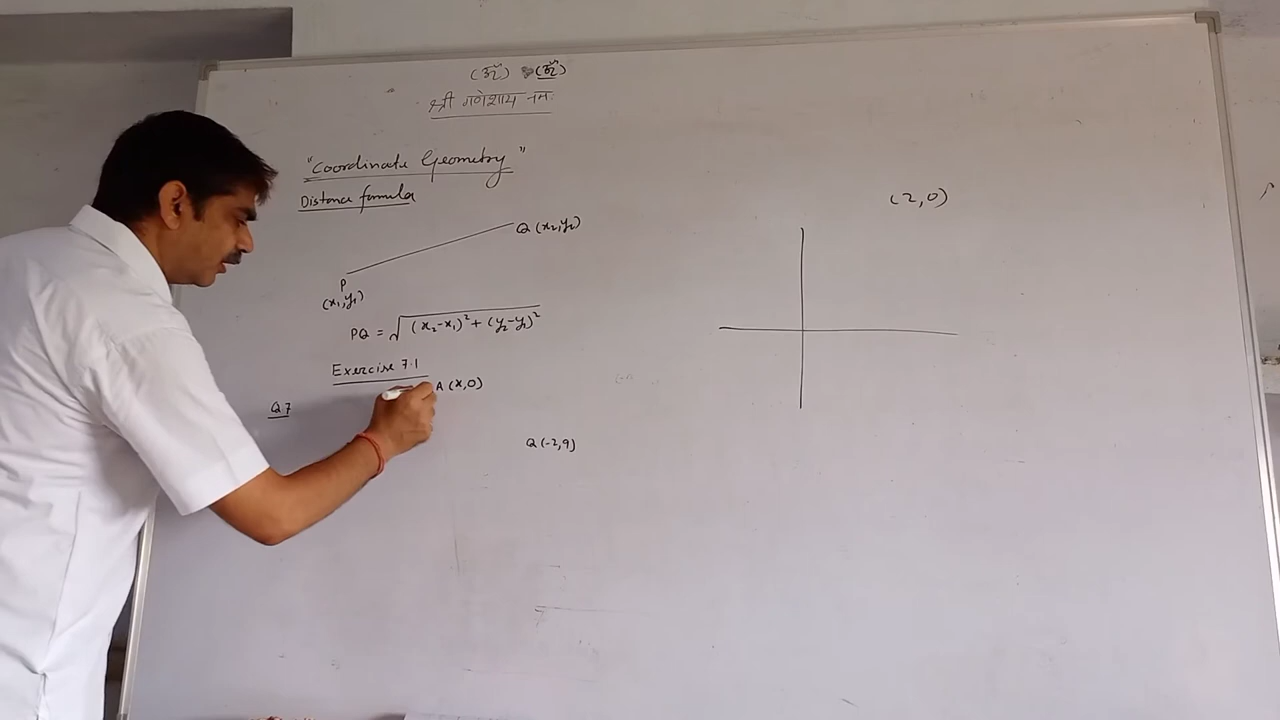 (ॐ) (ॐ)
श्री गणेशाय नमः
"Coordinate Geometry"
Distance formula
(2,0)
Q (x₂,y₂)
P
(x₁,y₁)
PQ = √(x₂-x₁)² + (y₂-y₁)²
Exercise 7.1
A (x,0)
Q7
Q (-2,9)